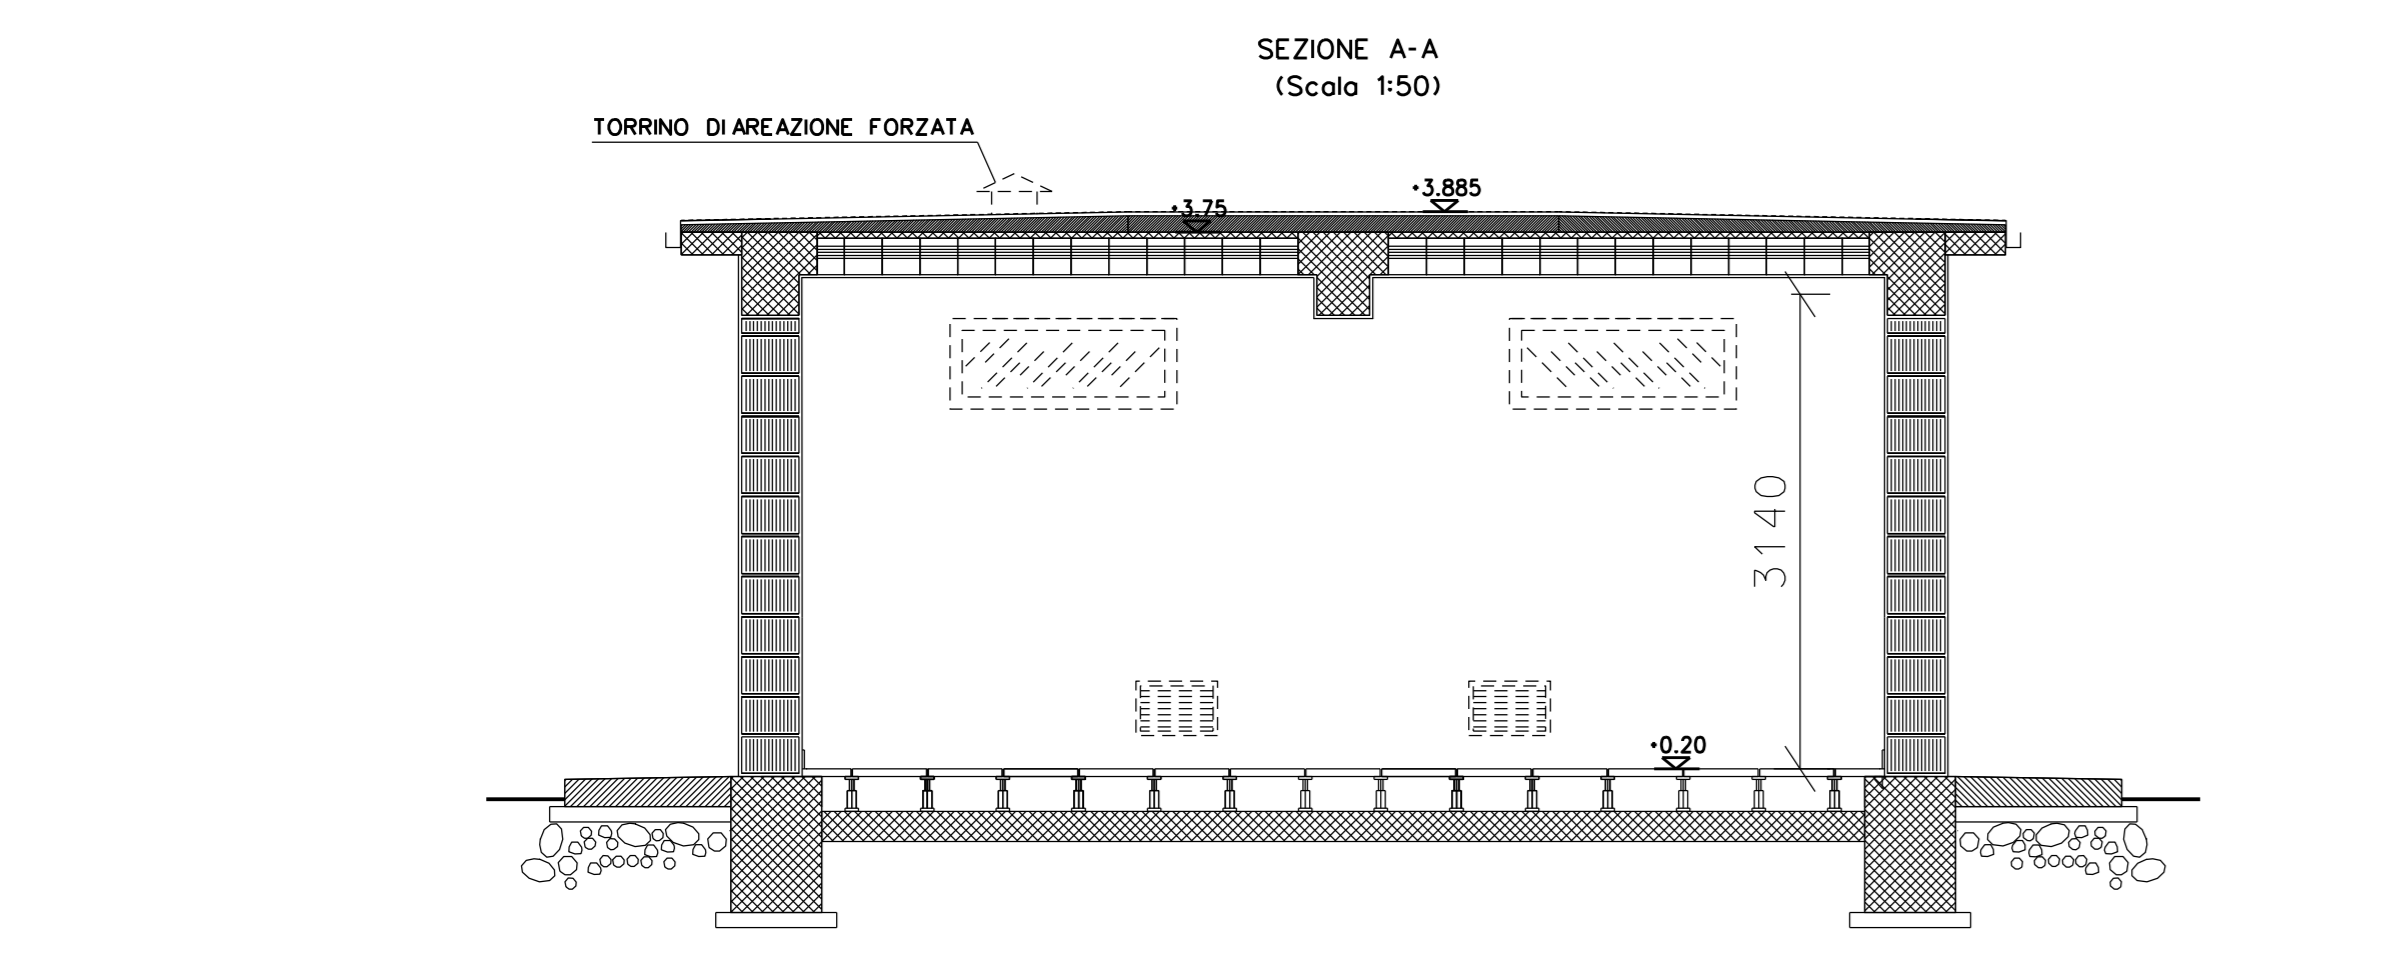 SEZIONE A-A
(Scala 1:50)
TORRINO DI AREAZIONE FORZATA
+3.885
+3.75
3140
+0.20